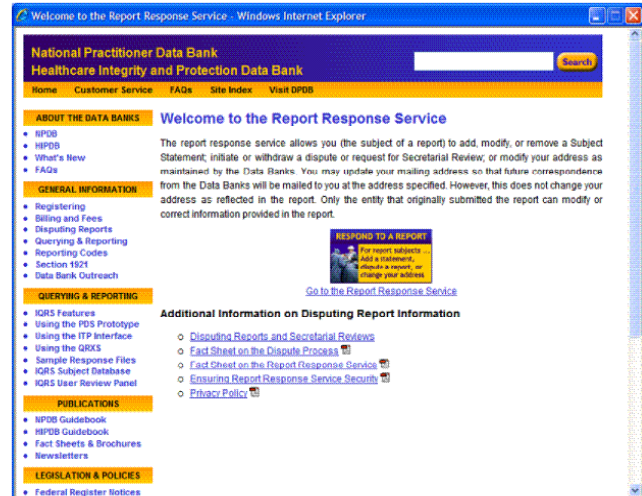 Welcome to the Report Response Service - Windows Internet Explorer
National Practitioner Data Bank
Healthcare Integrity and Protection Data Bank
Search
Home Customer Service FAQs Site Index Visit DPDB
ABOUT THE DATA BANKS
NPDB
HIPDB
What's New
FAQs
GENERAL INFORMATION
Registering
Billing and Fees
Disputing Reports
Querying & Reporting
Reporting Codes
Section 1921
Data Bank Outreach
QUERYING & REPORTING
IQRS Features
Using the PDS Prototype
Using the ITP Interface
Using the QRXS
Sample Response Files
IQRS Subject Database
IQRS User Review Panel
PUBLICATIONS
NPDB Guidebook
HIPDB Guidebook
Fact Sheets & Brochures
Newsletters
LEGISLATION & POLICIES
Federal Register Notices
Welcome to the Report Response Service
The report response service allows you (the subject of a report) to add, modify, or remove a Subject
Statement; initiate or withdraw a dispute or request for Secretarial Review; or modify your address as
maintained by the Data Banks. You may update your mailing address so that future correspondence
from the Data Banks will be mailed to you at the address specified. However, this does not change your
address as reflected in the report. Only the entity that originally submitted the report can modify or
correct information provided in the report.
RESPOND TO A REPORT
For report subjects ...
Add a statement,
dispute a report, or
change your address
Go to the Report Response Service
Additional Information on Disputing Report Information
Disputing Reports and Secretarial Reviews
Fact Sheet on the Dispute Process
Fact Sheet on the Report Response Service
Ensuring Report Response Service Security
Privacy Policy